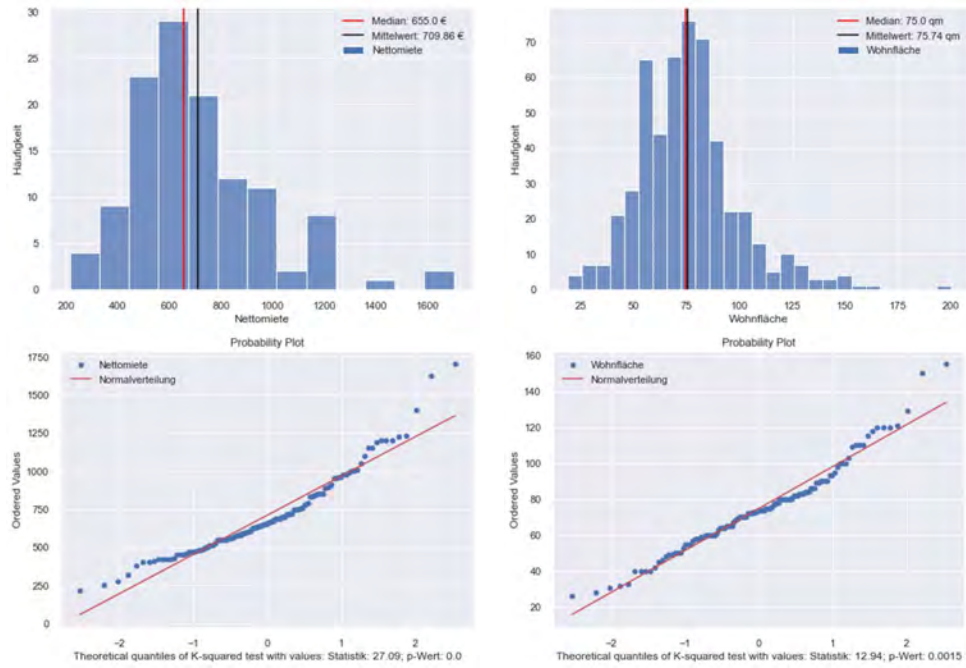 Median: 655.0 €
Mittelwert: 709.86 €
Nettomiete
30
25
20
15
10
5
0
Häufigkeit
200 400 600 800 1000 1200 1400 1600
Nettomiete
Median: 75.0 qm
Mittelwert: 75.74 qm
Wohnfläche
70
60
50
40
30
20
10
0
Häufigkeit
25 50 75 100 125 150 175 200
Wohnfläche
Probability Plot
Nettomiete
Normalverteilung
1750
1500
1250
1000
750
500
250
0
Ordered Values
−2 −1 0 1 2
Theoretical quantiles of K-squared test with values: Statistik: 27.09; p-Wert: 0.0
Probability Plot
Wohnfläche
Normalverteilung
160
140
120
100
80
60
40
20
Ordered Values
−2 −1 0 1 2
Theoretical quantiles of K-squared test with values: Statistik: 12.94; p-Wert: 0.0015